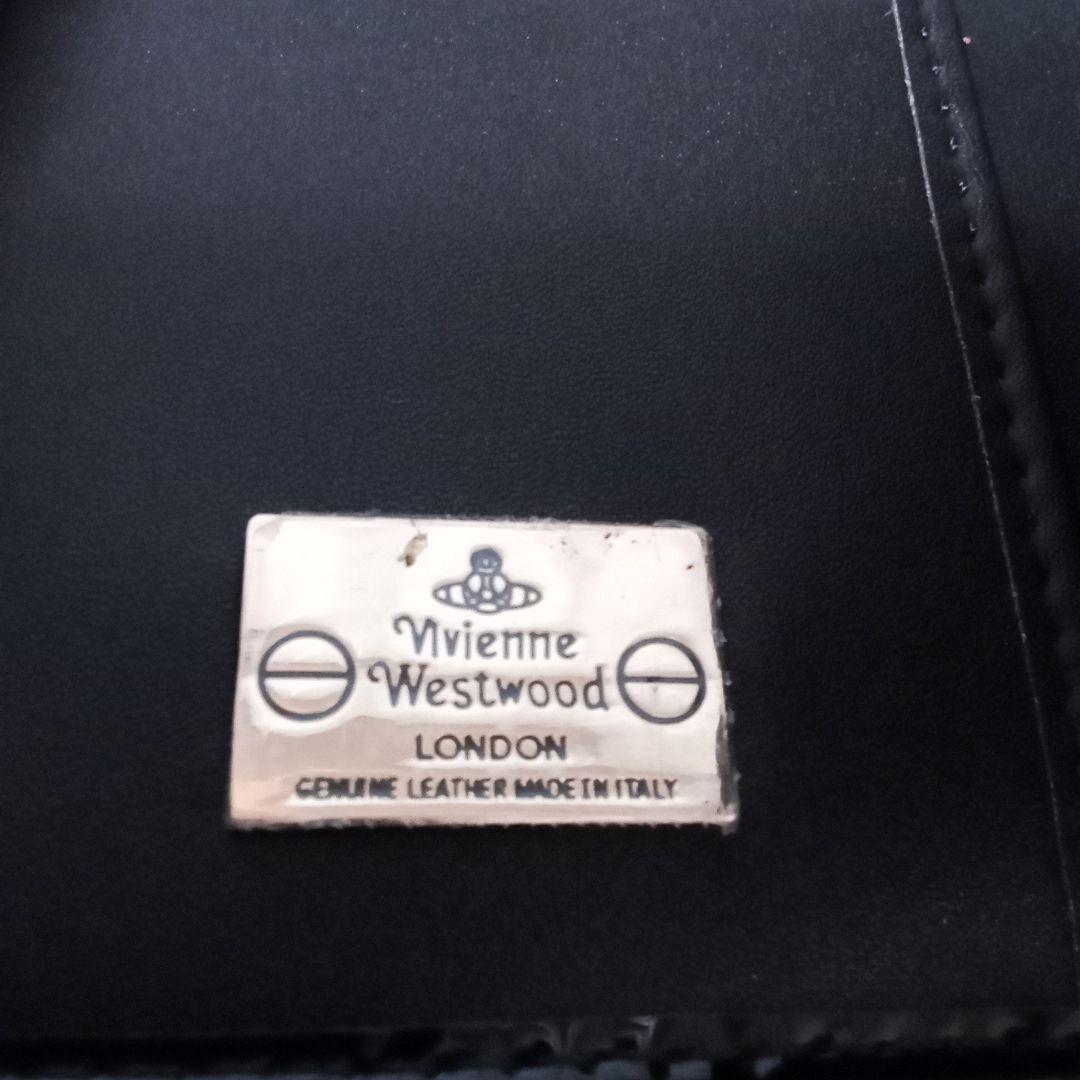 Vivienne
Westwood
LONDON
GENUINE LEATHER MADE IN ITALY